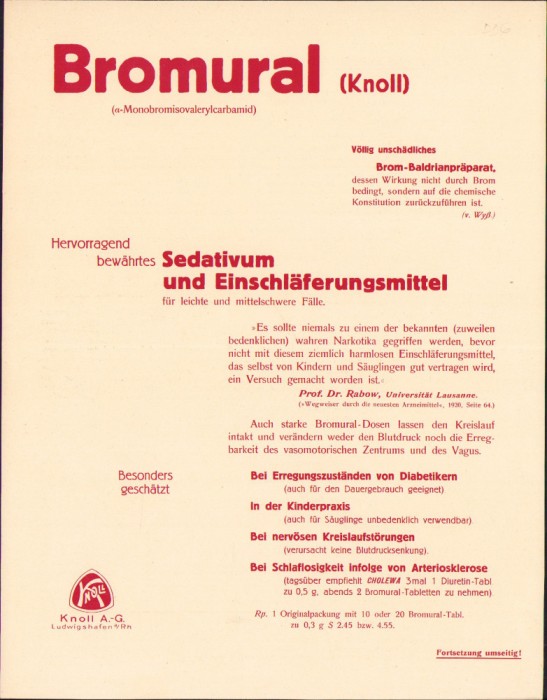 Bromural (Knoll)
(α-Monobromisovalerylcarbamid)
Völlig unschädliches
Brom-Baldrianpräparat,
dessen Wirkung nicht durch Brom
bedingt, sondern auf die chemische
Konstitution zurückzuführen ist.
(v. Wyß.)
Hervorragend
bewährtes Sedativum
und Einschläferungsmittel
für leichte und mittelschwere Fälle.
»Es sollte niemals zu einem der bekannten (zuweilen
bedenklichen) wahren Narkotika gegriffen werden, bevor
nicht mit diesem ziemlich harmlosen Einschläferungsmittel,
das selbst von Kindern und Säuglingen gut vertragen wird,
ein Versuch gemacht worden ist.«
Prof. Dr. Rabow, Universität Lausanne.
(»Wegweiser durch die neuesten Arzneimittel«, 1930, Seite 64.)
Auch starke Bromural-Dosen lassen den Kreislauf
intakt und verändern weder den Blutdruck noch die Erreg-
barkeit des vasomotorischen Zentrums und des Vagus.
Besonders
geschätzt
Bei Erregungszuständen von Diabetikern
(auch für den Dauergebrauch geeignet).
In der Kinderpraxis
(auch für Säuglinge unbedenklich verwendbar).
Bei nervösen Kreislaufstörungen
(verursacht keine Blutdrucksenkung).
Bei Schlaflosigkeit infolge von Arteriosklerose
(tagsüber empfiehlt CHOLEWA 3mal 1 Diuretin-Tabl.
zu 0,5 g, abends 2 Bromural-Tabletten zu nehmen).
Rp. 1 Originalpackung mit 10 oder 20 Bromural-Tabl.
zu 0,3 g S 2.45 bzw. 4.55.
KNOLL
Knoll A.-G.
Ludwigshafen a/Rh
Fortsetzung umseitig!